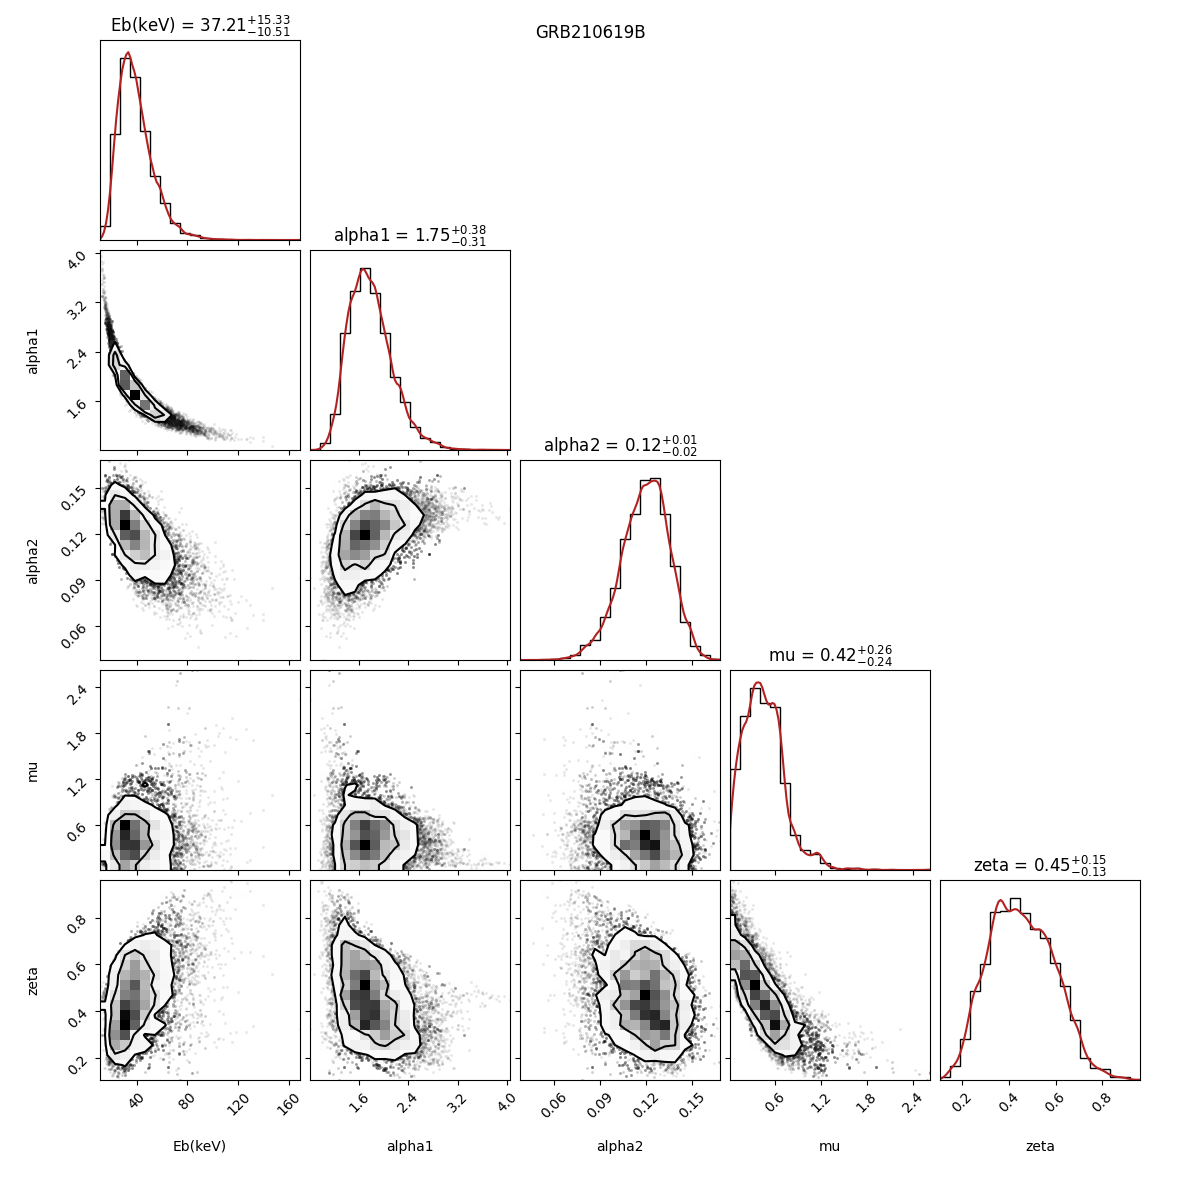 GRB210619B
Eb(keV) = 37.21+15.33−10.51
alpha1 = 1.75+0.38−0.31
4.0
3.2
2.4
1.6
alpha1
alpha2 = 0.12+0.01−0.02
0.15
0.12
0.09
0.06
alpha2
mu = 0.42+0.26−0.24
2.4
1.8
1.2
0.6
mu
zeta = 0.45+0.15−0.13
0.8
0.6
0.4
0.2
zeta
40 80 120 160
1.6 2.4 3.2 4.0
0.06 0.09 0.12 0.15
0.6 1.2 1.8 2.4
0.2 0.4 0.6 0.8
Eb(keV) alpha1 alpha2 mu zeta